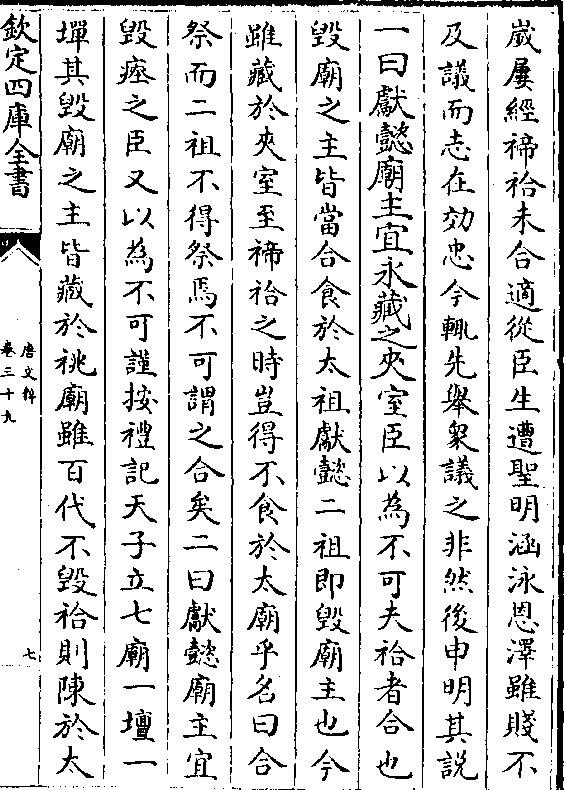 嵗屢經禘祫未合適從臣生遭聖明涵泳恩澤雖賤不
及議而志在効忠今輒先舉衆議之非然後申明其説
一曰獻懿廟主宜永藏之夾室臣以為不可夫祫者合也
毀廟之主皆當合食於太祖獻懿二祖即毀廟主也今
雖藏於夾室至禘祫之時豈得不食於太廟乎名曰合
祭而二祖不得祭焉不可謂之合矣二曰獻懿廟主宜
毀瘞之臣又以為不可謹按禮記天子立七廟一壇一
墠其毀廟之主皆藏於祧廟雖百代不毀祫則陳於太
欽定四庫全書
唐文粹
卷三十九
七